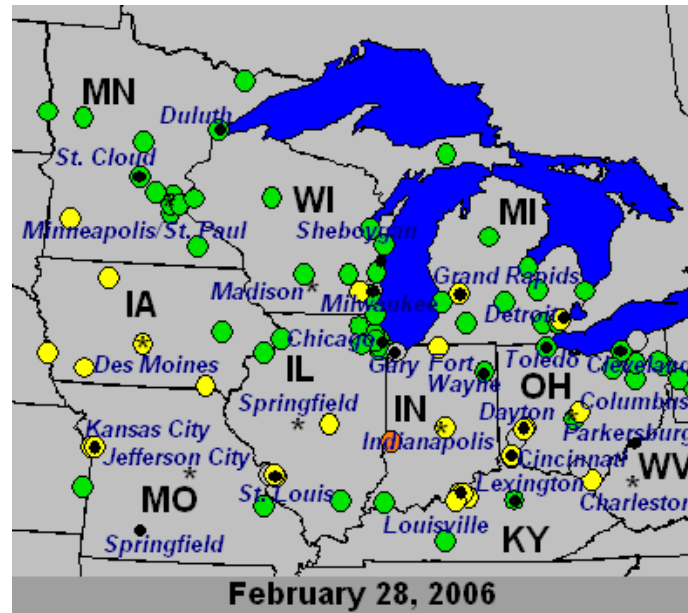 MN
Duluth
St. Cloud
WI
MI
Minneapolis/St. Paul
Sheboygan
Grand Rapids
IA
Madison
Milwaukee
Detroit
Chicago
Des Moines
Gary
Fort
Wayne
Toledo
Cleveland
IL
OH
Springfield
IN
Columbus
Dayton
Kansas City
Indianapolis
Parkersburg
Jefferson City
Cincinnati
WV
MO
St. Louis
Lexington
Charleston
Louisville
KY
Springfield
February 28, 2006